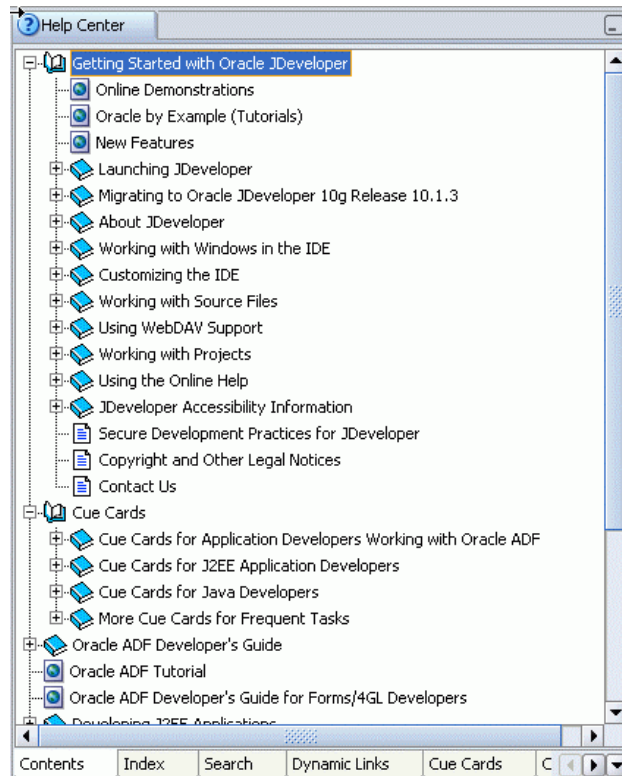 Help Center
Getting Started with Oracle JDeveloper
Online Demonstrations
Oracle by Example (Tutorials)
New Features
Launching JDeveloper
Migrating to Oracle JDeveloper 10g Release 10.1.3
About JDeveloper
Working with Windows in the IDE
Customizing the IDE
Working with Source Files
Using WebDAV Support
Working with Projects
Using the Online Help
JDeveloper Accessibility Information
Secure Development Practices for JDeveloper
Copyright and Other Legal Notices
Contact Us
Cue Cards
Cue Cards for Application Developers Working with Oracle ADF
Cue Cards for J2EE Application Developers
Cue Cards for Java Developers
More Cue Cards for Frequent Tasks
Oracle ADF Developer's Guide
Oracle ADF Tutorial
Oracle ADF Developer's Guide for Forms/4GL Developers
Developing J2EE Applications
Contents Index Search Dynamic Links Cue Cards C